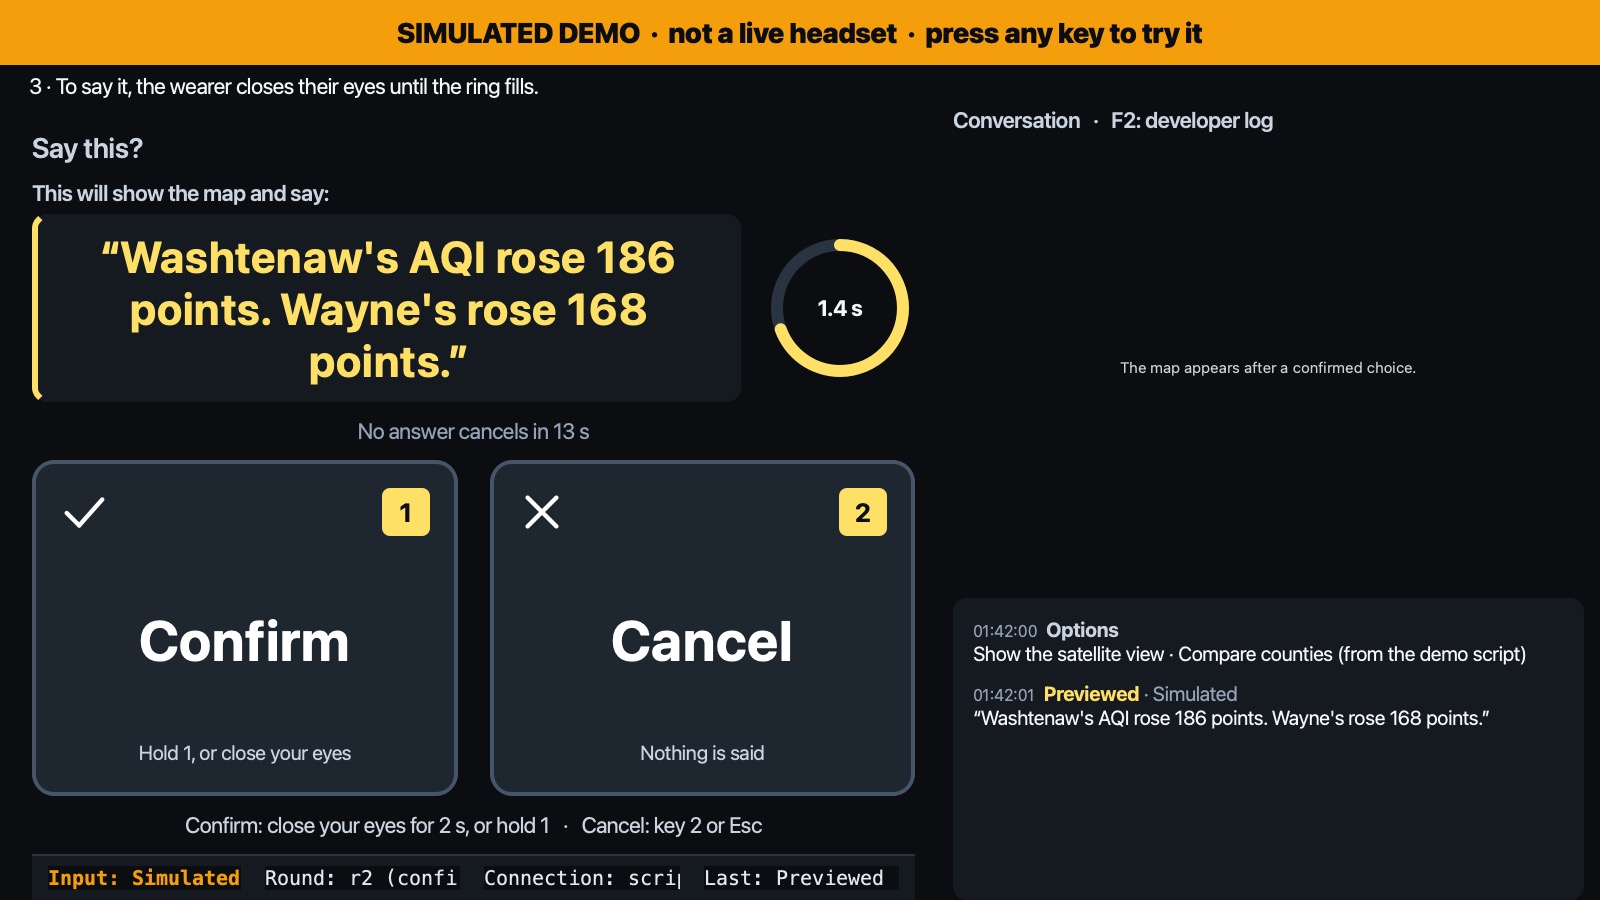 SIMULATED DEMO · not a live headset · press any key to try it
3 · To say it, the wearer closes their eyes until the ring fills.
Say this?
This will show the map and say:
“Washtenaw's AQI rose 186
points. Wayne's rose 168
points.”
1.4 s
No answer cancels in 13 s
1
Confirm
Hold 1, or close your eyes
2
Cancel
Nothing is said
Confirm: close your eyes for 2 s, or hold 1 · Cancel: key 2 or Esc
Input: Simulated Round: r2 (confi Connection: scrip Last: Previewed
Conversation · F2: developer log
The map appears after a confirmed choice.
01:42:00 Options
Show the satellite view · Compare counties (from the demo script)
01:42:01 Previewed · Simulated
“Washtenaw's AQI rose 186 points. Wayne's rose 168 points.”